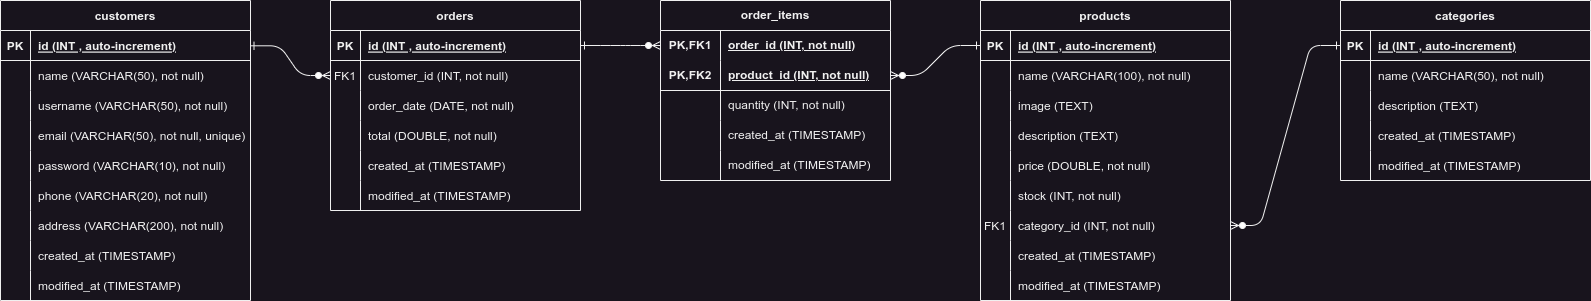 customers
PK id (INT , auto-increment)
name (VARCHAR(50), not null)
username (VARCHAR(50), not null)
email (VARCHAR(50), not null, unique)
password (VARCHAR(10), not null)
phone (VARCHAR(20), not null)
address (VARCHAR(200), not null)
created_at (TIMESTAMP)
modified_at (TIMESTAMP)
orders
PK id (INT , auto-increment)
FK1 customer_id (INT, not null)
order_date (DATE, not null)
total (DOUBLE, not null)
created_at (TIMESTAMP)
modified_at (TIMESTAMP)
order_items
PK,FK1 order_id (INT, not null)
PK,FK2 product_id (INT, not null)
quantity (INT, not null)
created_at (TIMESTAMP)
modified_at (TIMESTAMP)
products
PK id (INT , auto-increment)
name (VARCHAR(100), not null)
image (TEXT)
description (TEXT)
price (DOUBLE, not null)
stock (INT, not null)
FK1 category_id (INT, not null)
created_at (TIMESTAMP)
modified_at (TIMESTAMP)
categories
PK id (INT , auto-increment)
name (VARCHAR(50), not null)
description (TEXT)
created_at (TIMESTAMP)
modified_at (TIMESTAMP)